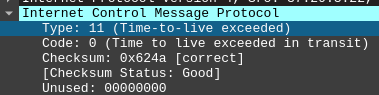 Internet Control Message Protocol
Type: 11 (Time-to-live exceeded)
Code: 0 (Time to live exceeded in transit)
Checksum: 0x624a [correct]
[Checksum Status: Good]
Unused: 00000000